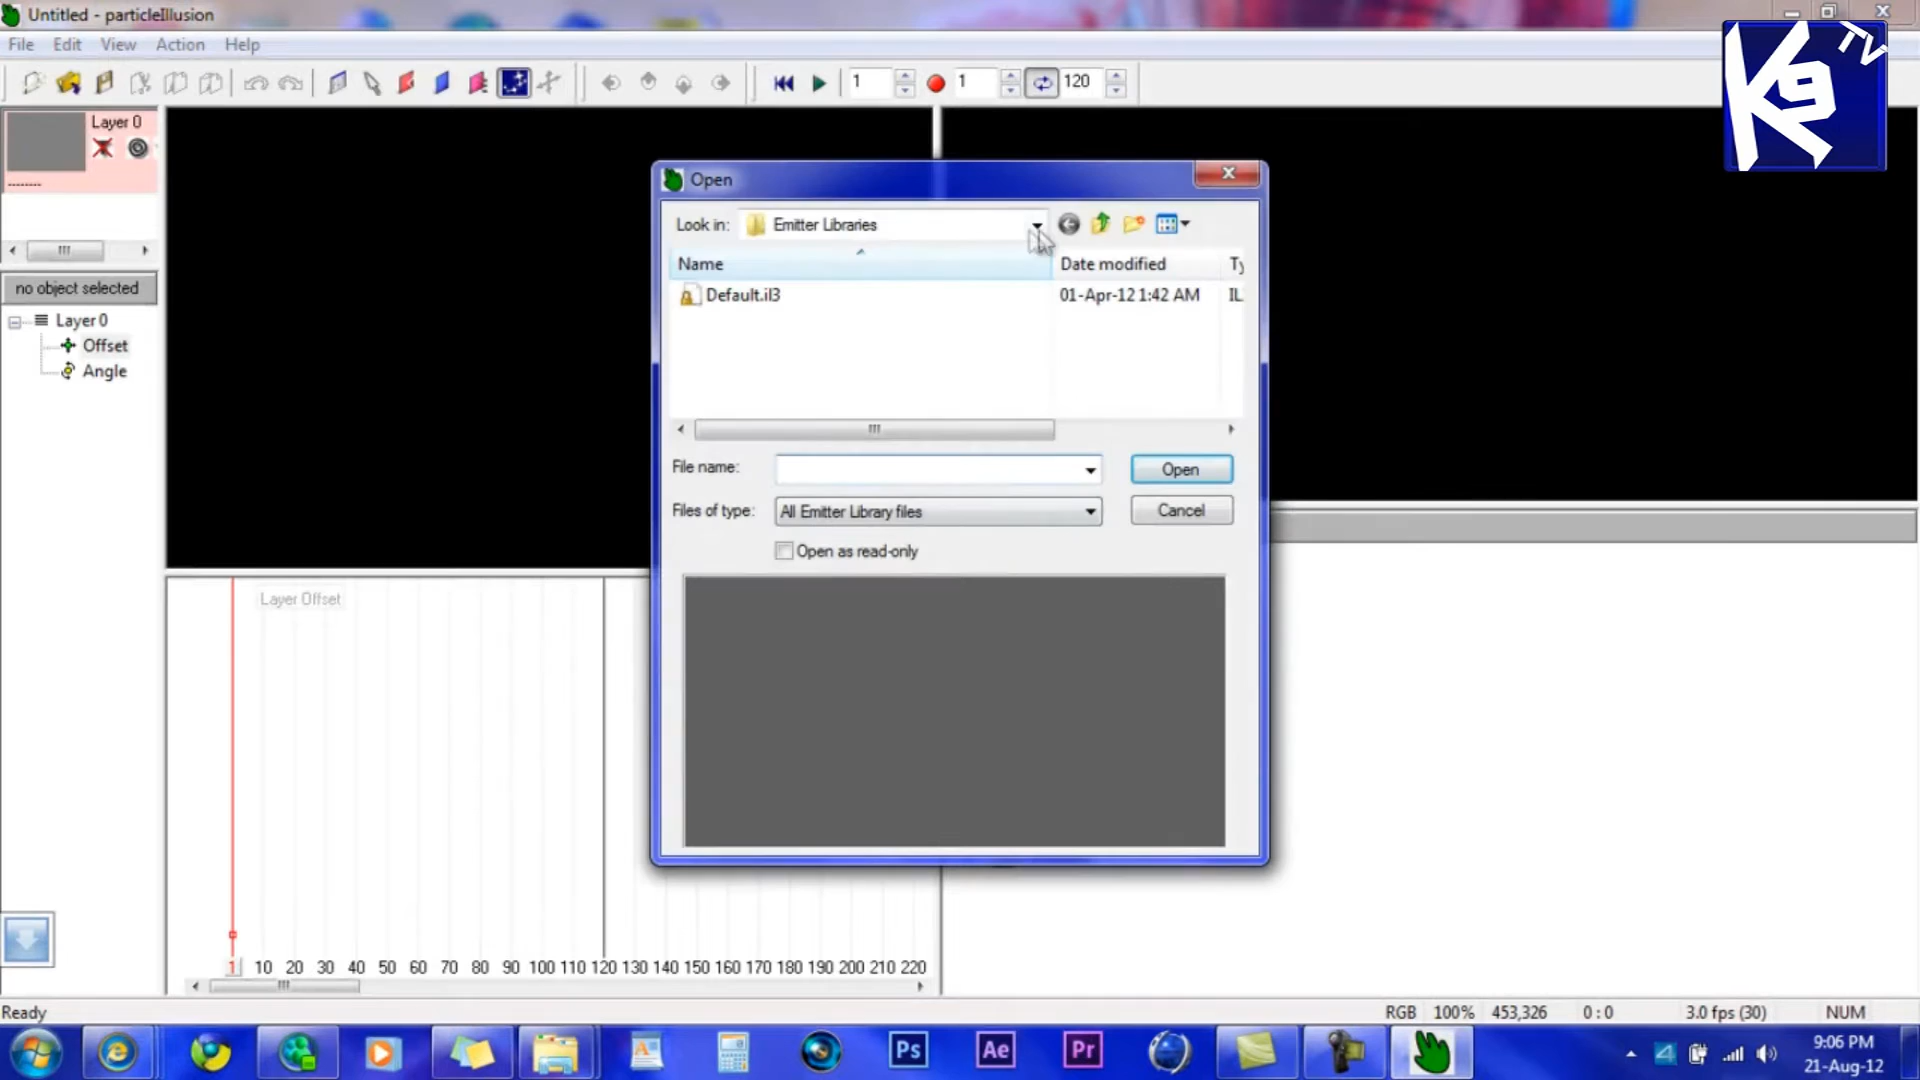 Untitled - particleIllusion
File Edit View Action Help
1 1 120
K9 TV
Layer 0
no object selected
Layer 0
Offset
Angle
Open
Look in: Emitter Libraries
Name Date modified Ty
Default.il3 01-Apr-12 1:42 AM IL
File name: Open
Files of type: All Emitter Library files Cancel
Open as read-only
Layer Offset
1 10 20 30 40 50 60 70 80 90 100 110 120 130 140 150 160 170 180 190 200 210 220
Ready RGB 100% 453,326 0 : 0 3.0 fps (30) NUM
Ps Ae Pr
9:06 PM
21-Aug-12